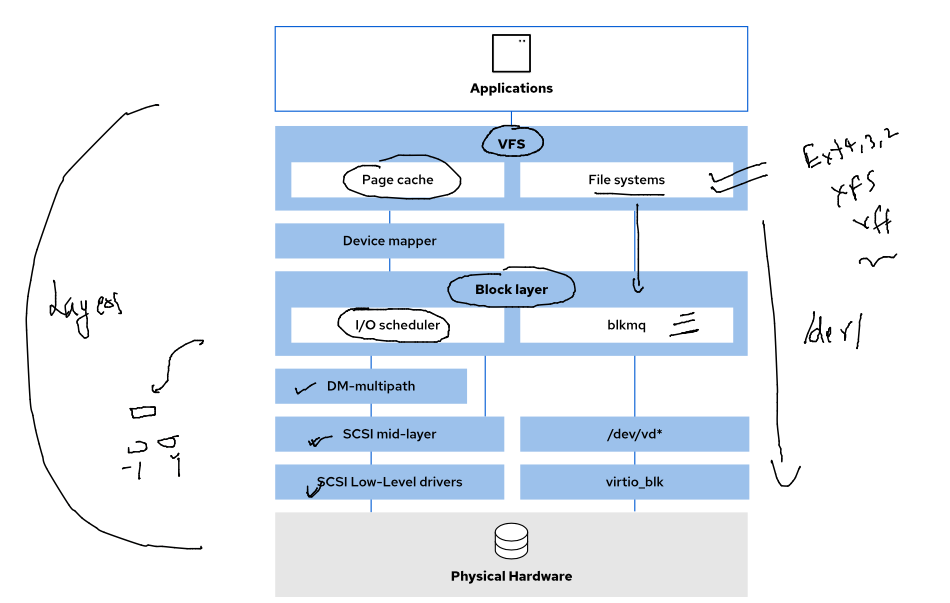 Applications
VFS
Page cache
File systems
Ext4,3,2
xfs
Device mapper
Block layer
Layers
I/O scheduler
blkmq
/dev/
DM-multipath
SCSI mid-layer
/dev/vd*
SCSI Low-Level drivers
virtio_blk
Physical Hardware